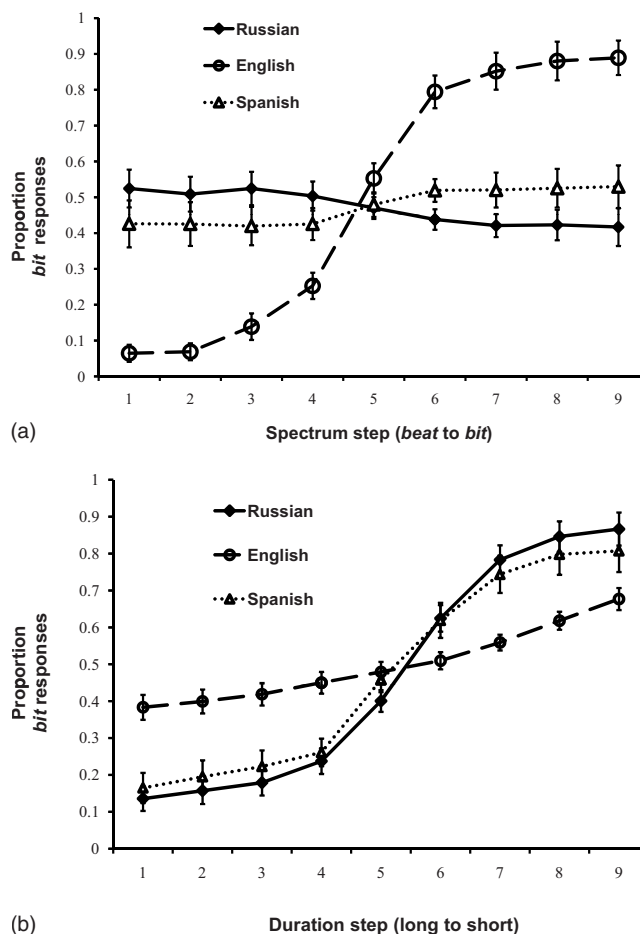 1
0.9
0.8
0.7
0.6
0.5
0.4
0.3
0.2
0.1
0
Proportion
bit responses
Russian
English
Spanish
1 2 3 4 5 6 7 8 9
(a) Spectrum step (beat to bit)
1
0.9
0.8
0.7
0.6
0.5
0.4
0.3
0.2
0.1
0
Proportion
bit responses
Russian
English
Spanish
1 2 3 4 5 6 7 8 9
(b) Duration step (long to short)